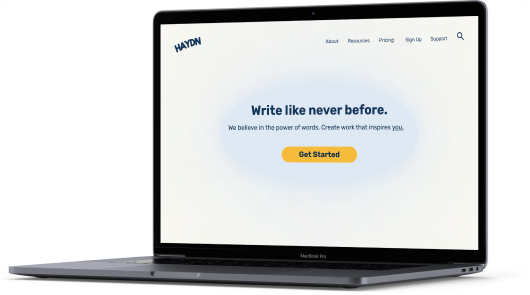 HAYDN
About Resources Pricing Sign Up Support
Write like never before.
We believe in the power of words. Create work that inspires you.
Get Started
MacBook Pro